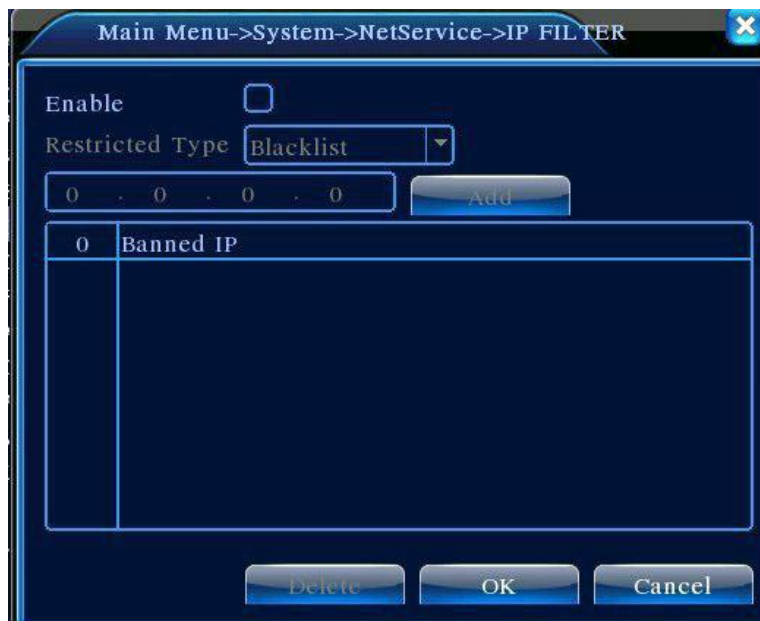 Main Menu->System->NetService->IP FILTER
Enable
Restricted Type Blacklist
0 . 0 . 0 . 0 Add
0 Banned IP
Delete OK Cancel